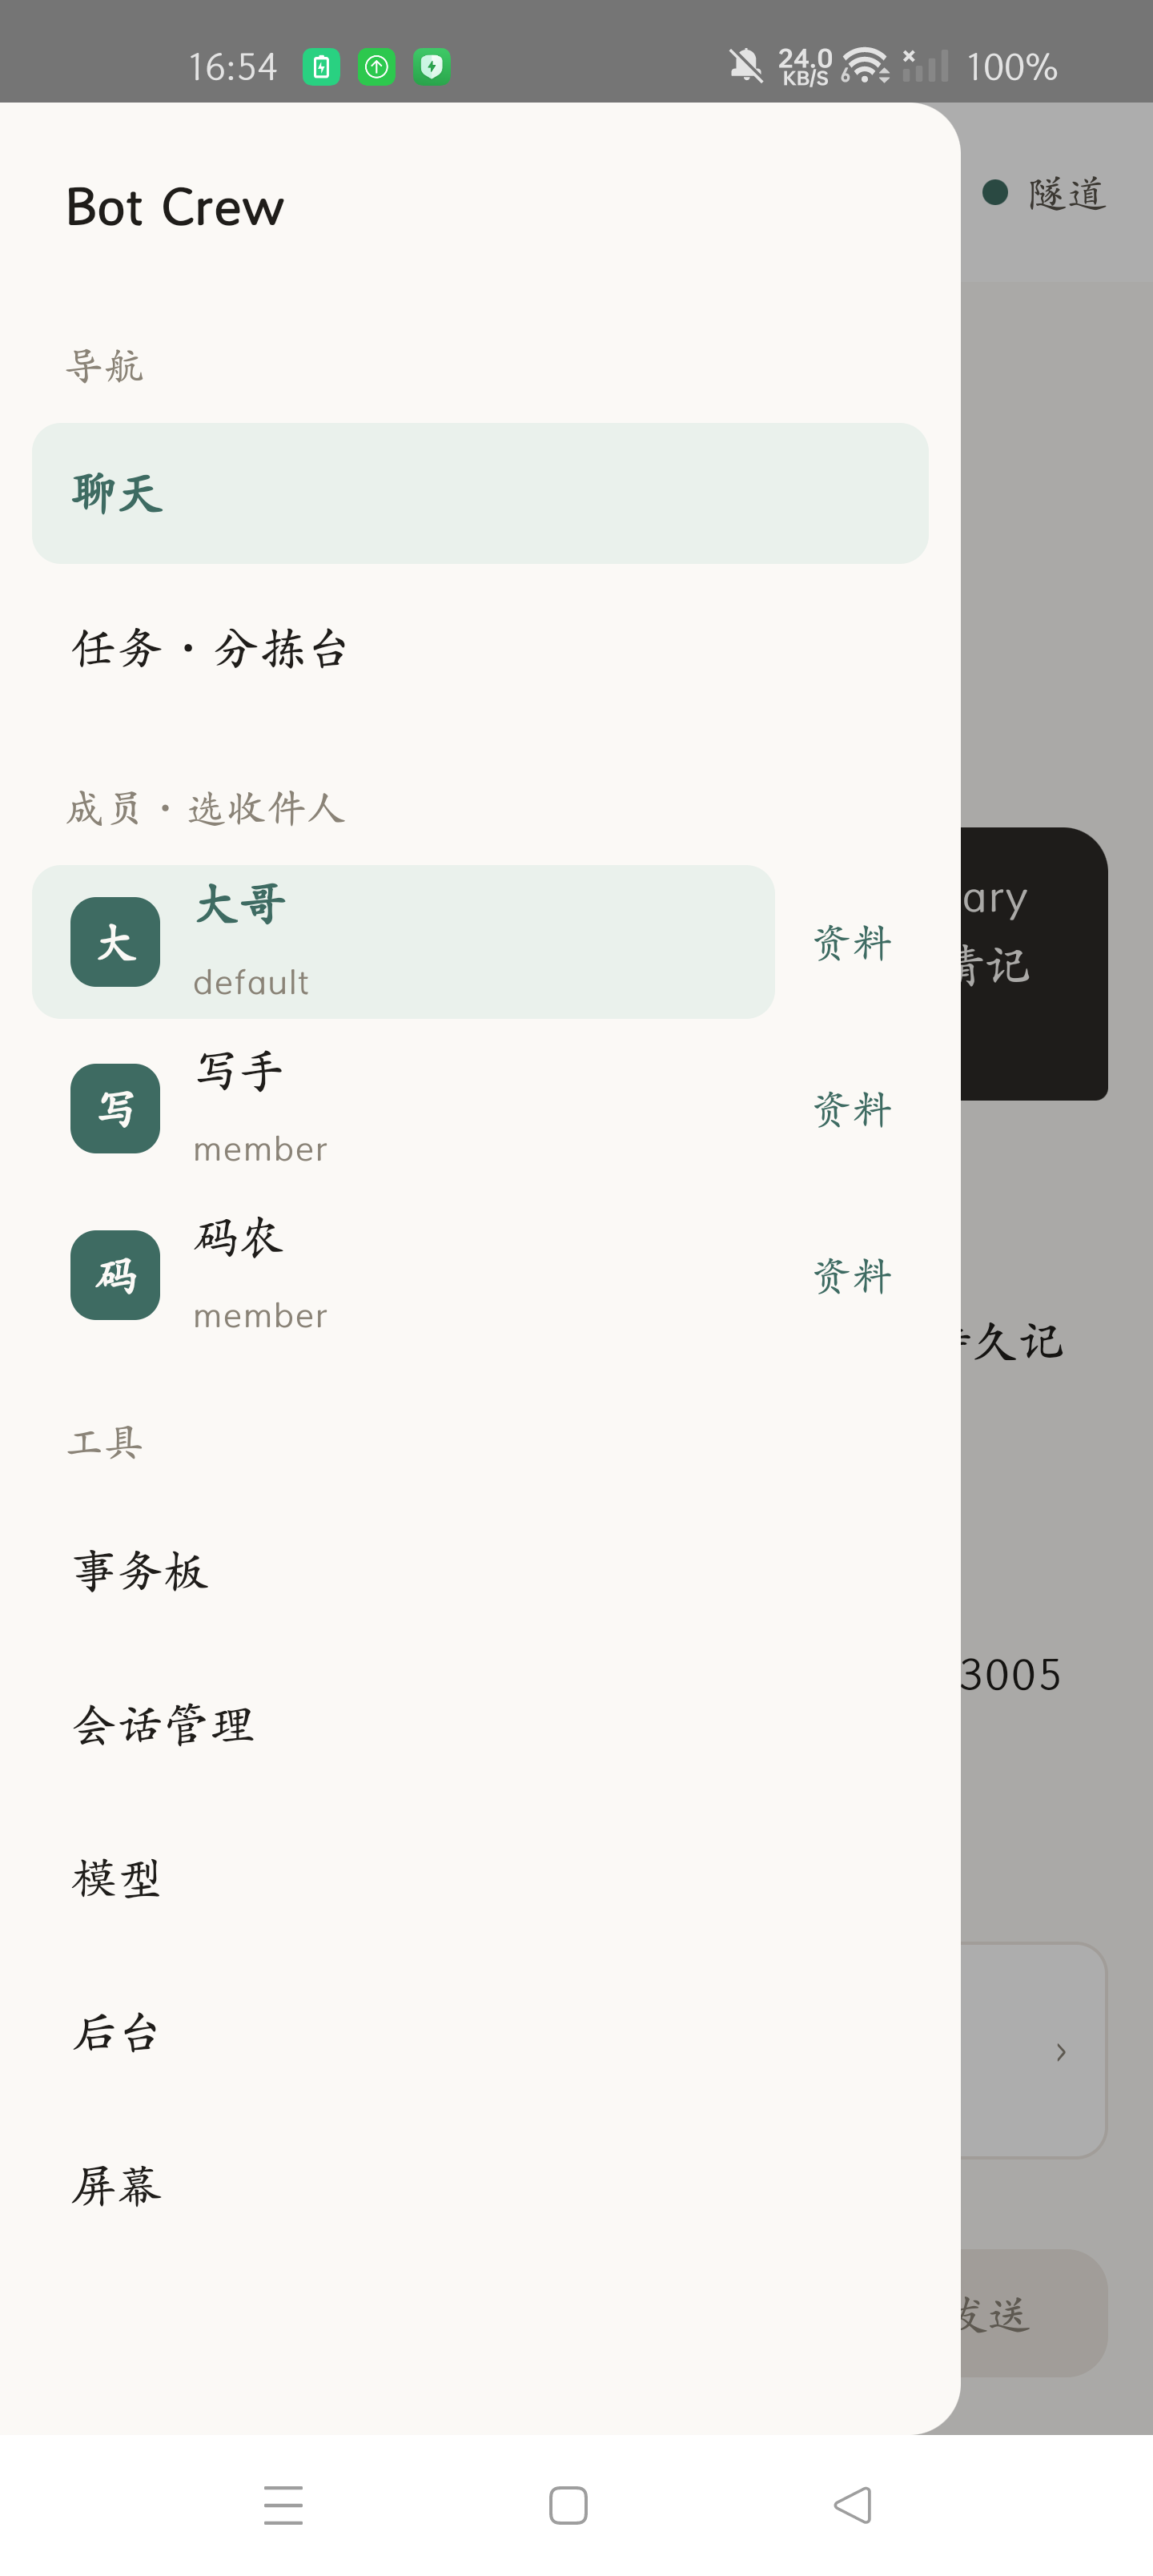 16:54
24.0
KB/S
6
100%
Bot Crew
隧道
导航
聊天
任务·分拣台
成员·选收件人
大
大哥
default
资料
ary
情记
写
写手
member
资料
码
码农
member
资料
久记
工具
事务板
3005
会话管理
模型
后台
屏幕
发送